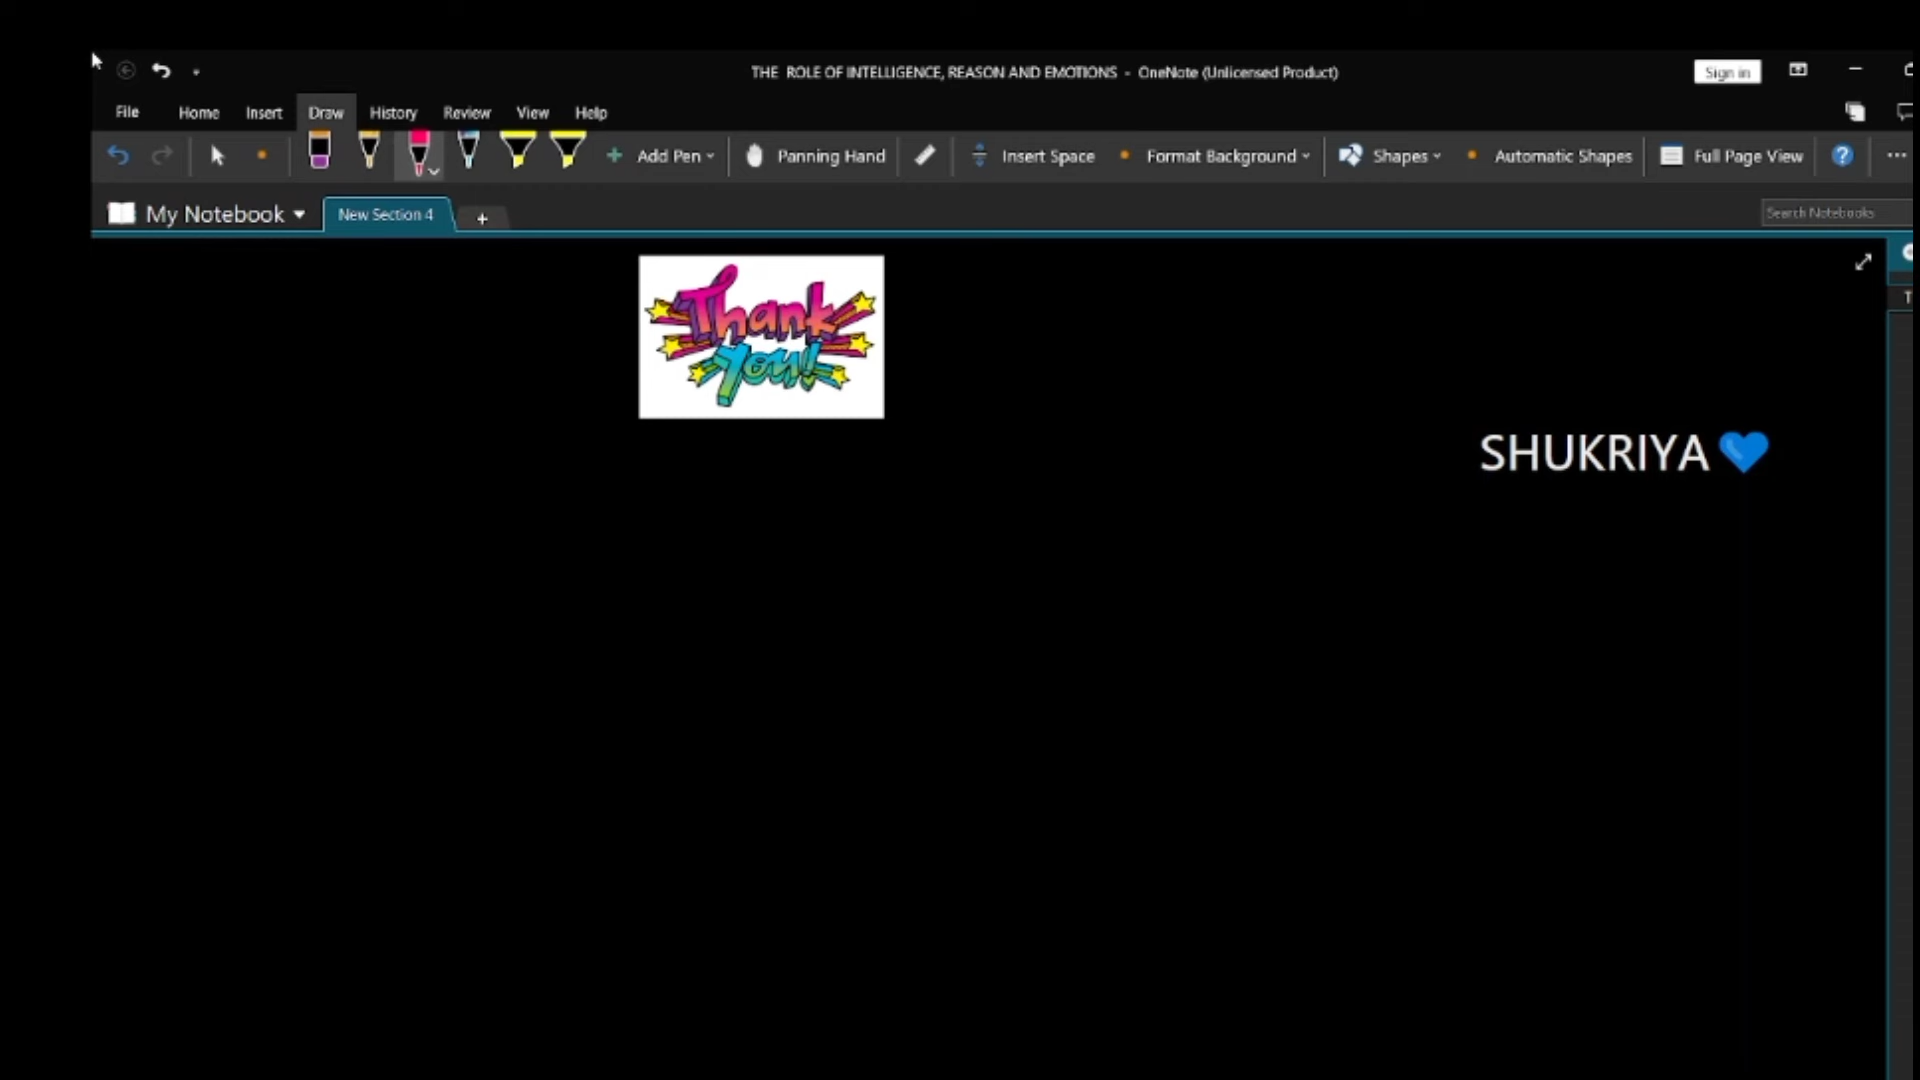 THE ROLE OF INTELLIGENCE, REASON AND EMOTIONS - OneNote (Unlicensed Product)
Sign in
File Home Insert Draw History Review View Help
Add Pen Panning Hand Insert Space Format Background Shapes Automatic Shapes Full Page View
My Notebook New Section 4 + Search Notebooks
Thank
you!
SHUKRIYA 💙